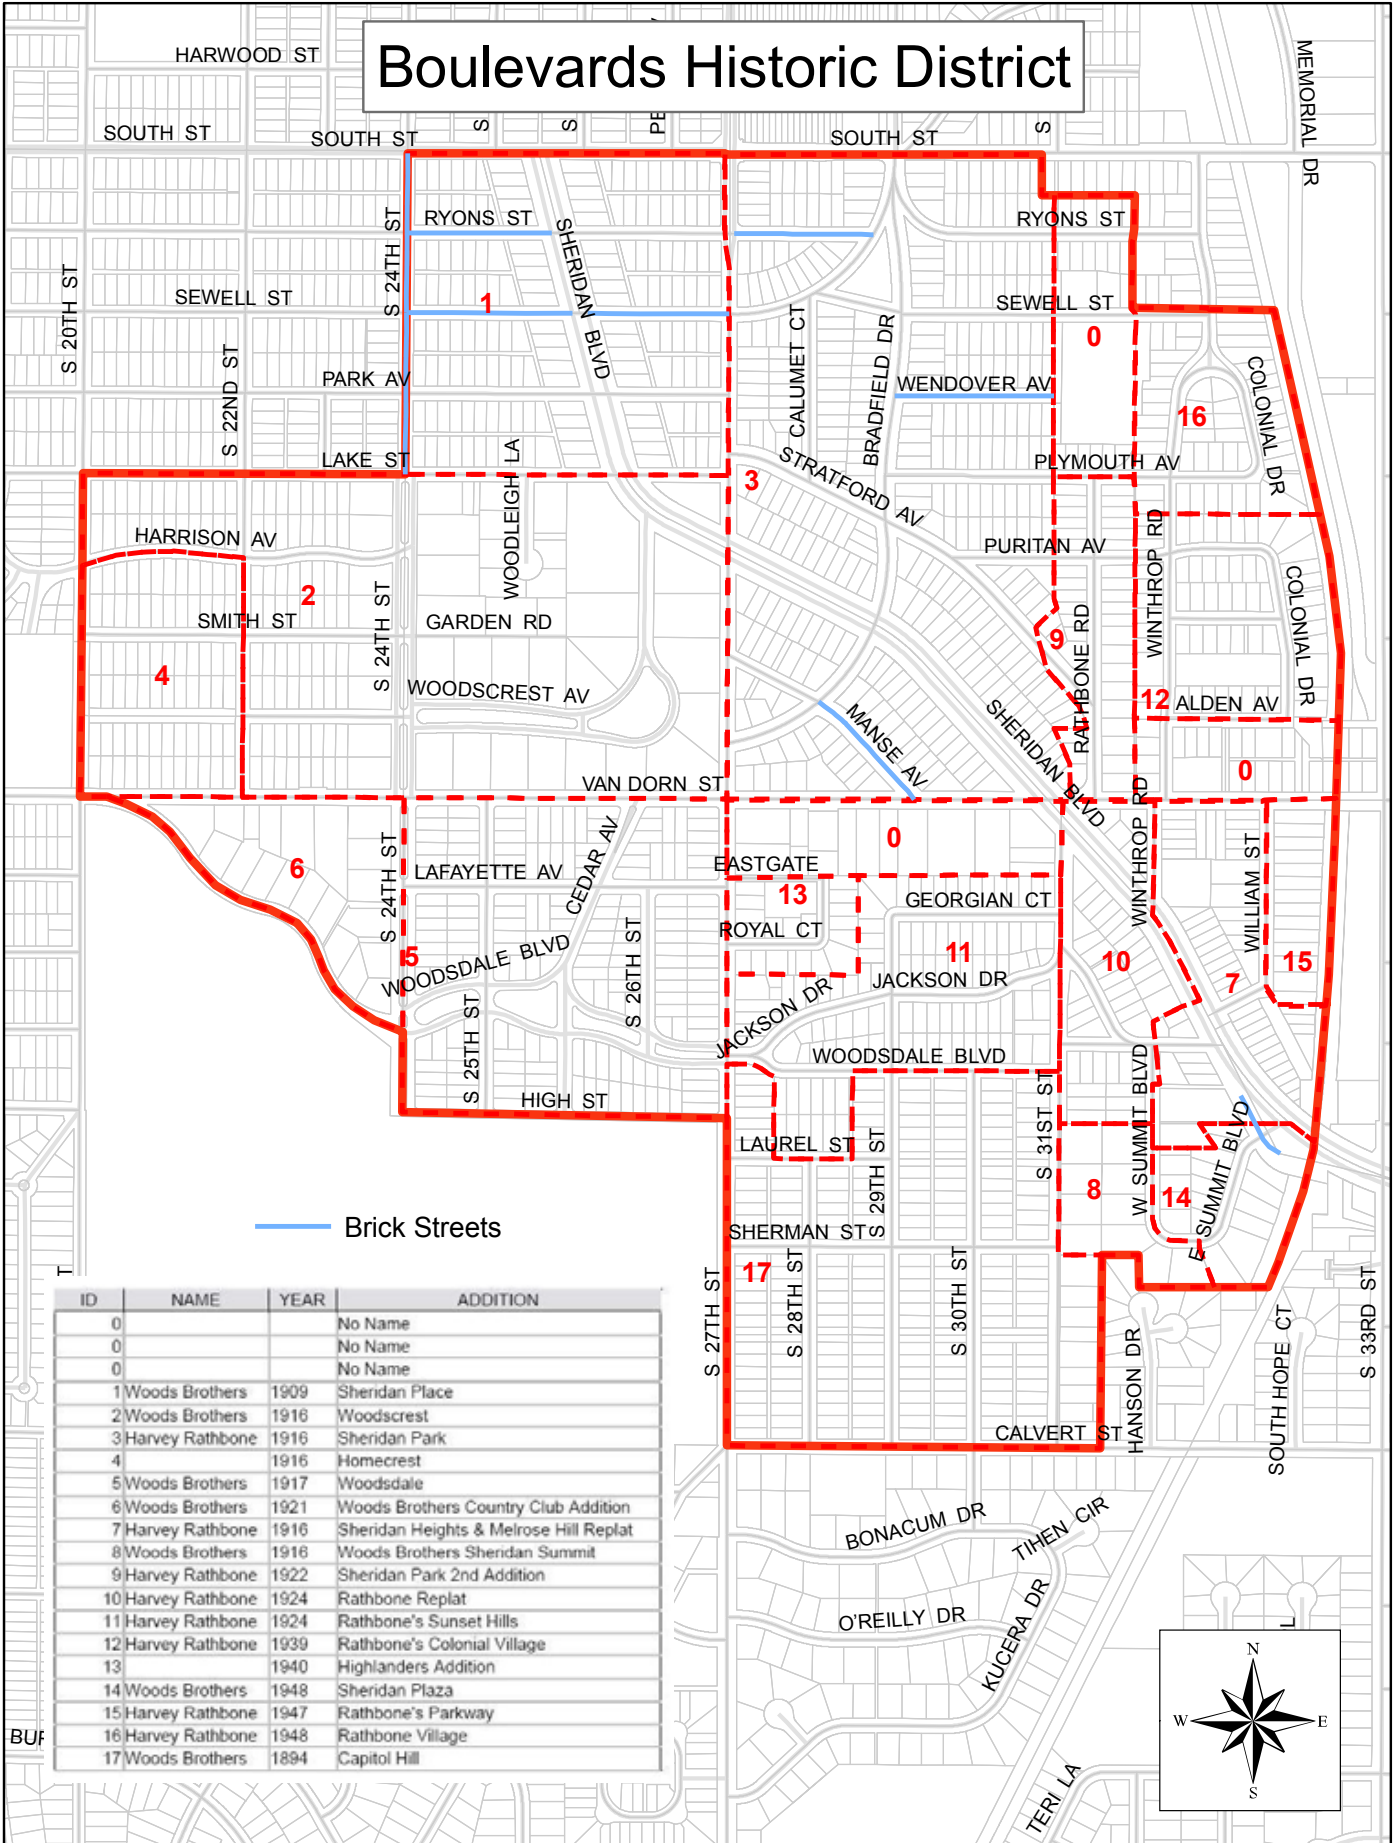 Boulevards Historic District
HARWOOD ST
MEMORIAL DR
SOUTH ST
SOUTH ST
S
S
PE
SOUTH ST
S
RYONS ST
RYONS ST
S 24TH ST
SHERIDAN BLVD
S 20TH ST
SEWELL ST
1
SEWELL ST
CALUMET CT
BRADFIELD DR
0
S 22ND ST
PARK AV
WENDOVER AV
COLONIAL DR
16
LAKE ST
WOODLEIGH LA
3
STRATFORD AV
PLYMOUTH AV
HARRISON AV
PURITAN AV
WINTHROP RD
2
SMITH ST
S 24TH ST
GARDEN RD
9
RATHBONE RD
COLONIAL DR
4
WOODSCREST AV
MANSE AV
SHERIDAN BLVD
12
ALDEN AV
VAN DORN ST
0
0
6
S 24TH ST
LAFAYETTE AV
CEDAR AV
EASTGATE
13
GEORGIAN CT
WINTHROP RD
WILLIAM ST
ROYAL CT
5
WOODSDALE BLVD
S 26TH ST
11
10
15
7
JACKSON DR
JACKSON DR
S 25TH ST
WOODSDALE BLVD
HIGH ST
S 31ST ST
W SUMMIT BLVD
E SUMMIT BLVD
LAUREL ST
S 29TH ST
8
14
Brick Streets
SHERMAN ST
17
S 27TH ST
S 28TH ST
S 30TH ST
HANSON DR
SOUTH HOPE CT
S 33RD ST
T
CALVERT ST
ID NAME YEAR ADDITION
0 No Name
0 No Name
0 No Name
1 Woods Brothers 1909 Sheridan Place
2 Woods Brothers 1916 Woodscrest
3 Harvey Rathbone 1916 Sheridan Park
4 1916 Homecrest
5 Woods Brothers 1917 Woodsdale
6 Woods Brothers 1921 Woods Brothers Country Club Addition
7 Harvey Rathbone 1916 Sheridan Heights & Melrose Hill Replat
8 Woods Brothers 1916 Woods Brothers Sheridan Summit
9 Harvey Rathbone 1922 Sheridan Park 2nd Addition
10 Harvey Rathbone 1924 Rathbone Replat
11 Harvey Rathbone 1924 Rathbone's Sunset Hills
12 Harvey Rathbone 1939 Rathbone's Colonial Village
13 1940 Highlanders Addition
14 Woods Brothers 1948 Sheridan Plaza
15 Harvey Rathbone 1947 Rathbone's Parkway
16 Harvey Rathbone 1948 Rathbone Village
17 Woods Brothers 1894 Capitol Hill
BONACUM DR
TIHEN CIR
O'REILLY DR
KUCERA DR
TERI LA
L
N
W
E
S